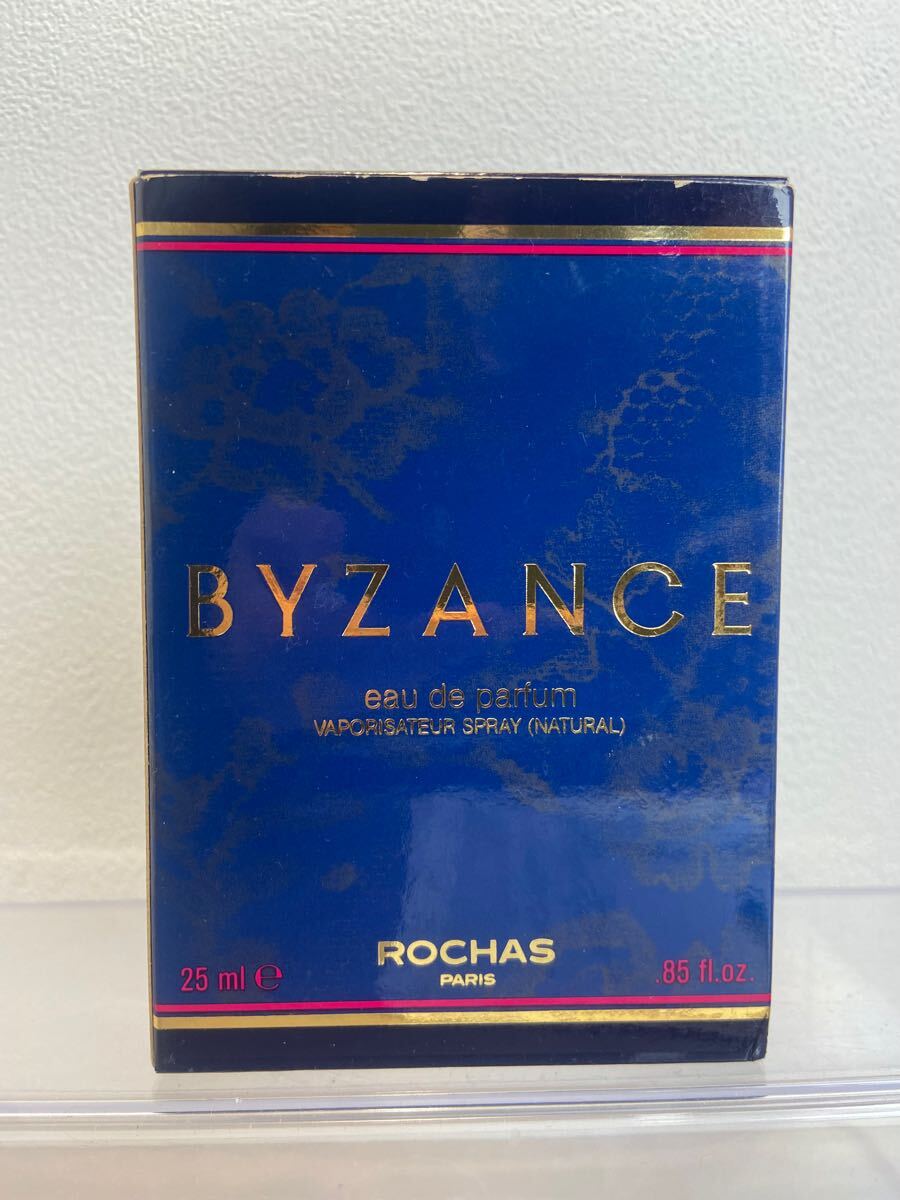 BYZANCE
eau de parfum
VAPORISATEUR SPRAY (NATURAL)
ROCHAS
PARIS
25 ml ℮ .85 fl.oz.